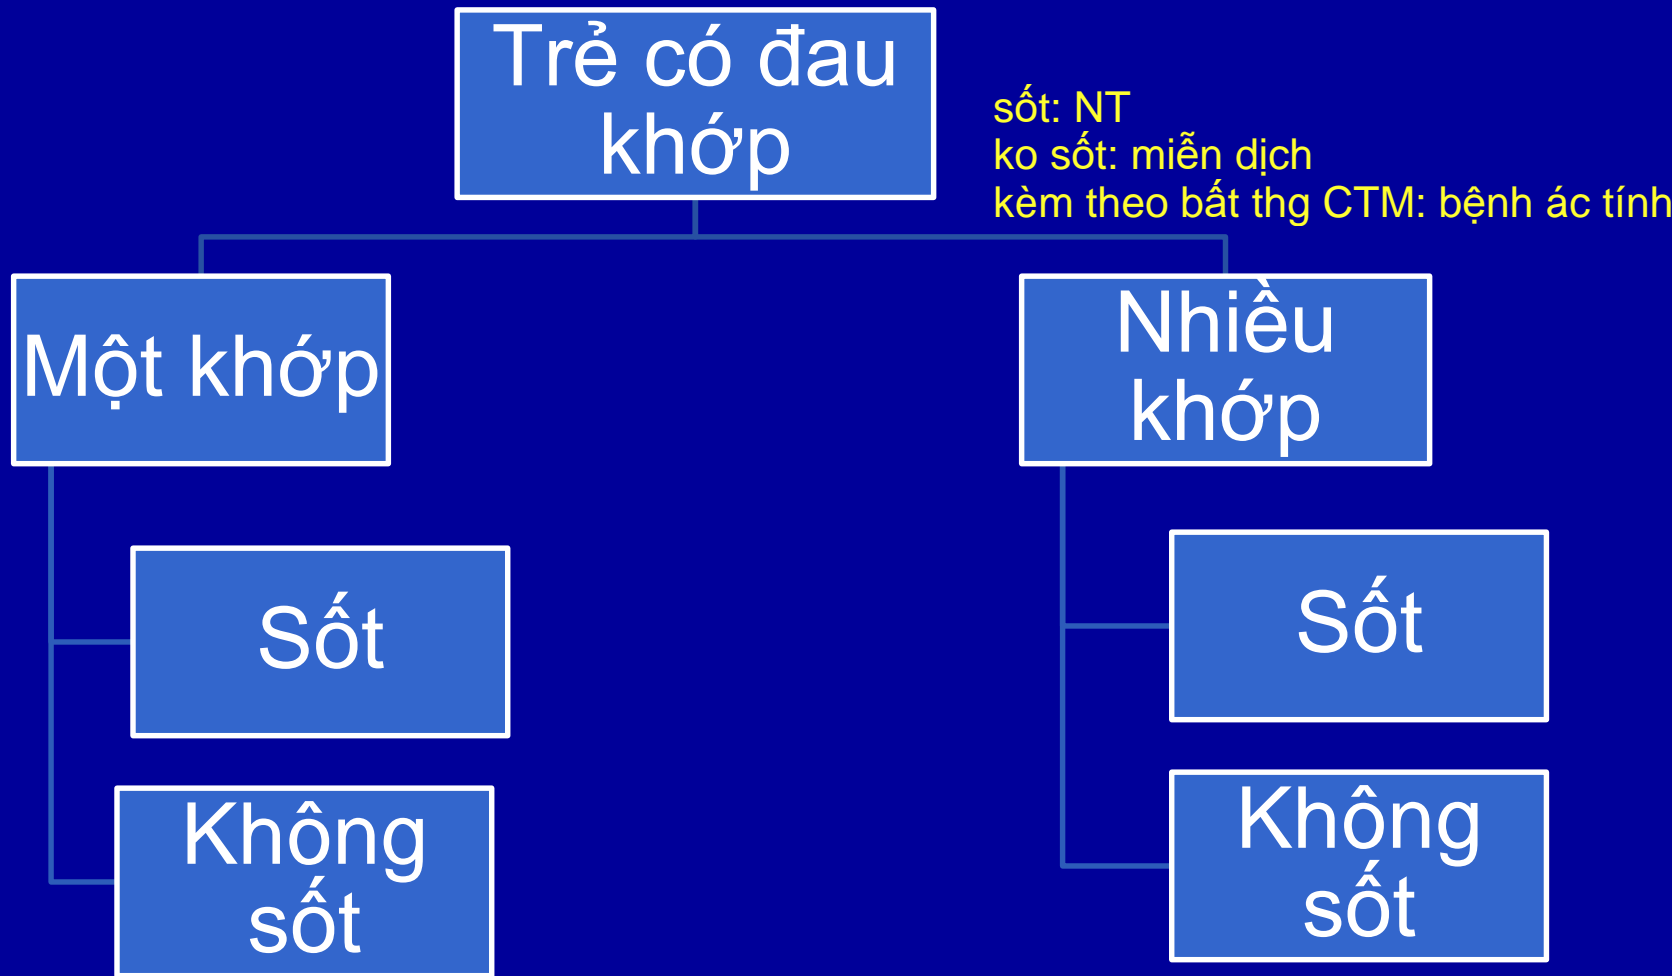 Trẻ có đau
khớp
sốt: NT
ko sốt: miễn dịch
kèm theo bất thg CTM: bệnh ác tính
Một khớp
Nhiều
khớp
Sốt
Sốt
Không
sốt
Không
sốt